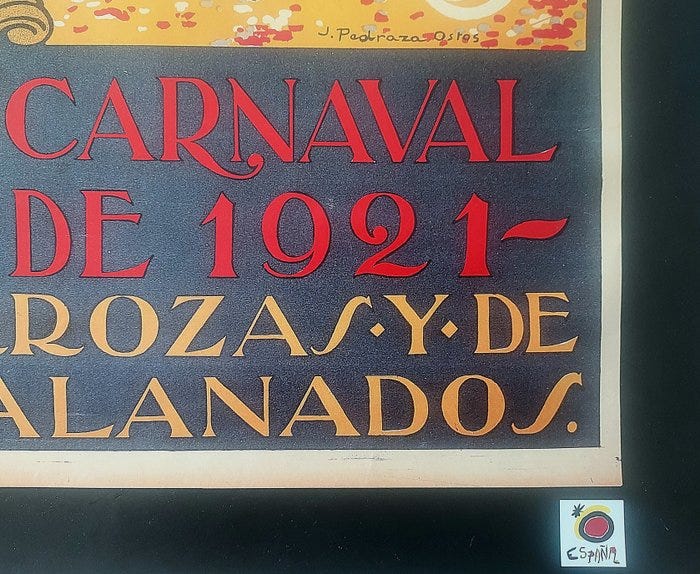 J. Pedraza Ostos
CARNAVAL
DE 1921-
ROZAS·Y·DE
ALANADOS.
ESPAÑA